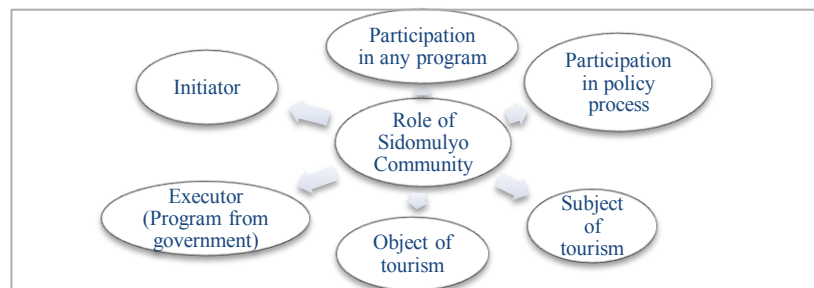 Participation
in any program
Participation
in policy
process
Initiator
Role of
Sidomulyo
Community
Executor
(Program from
government)
Object of
tourism
Subject
of
tourism